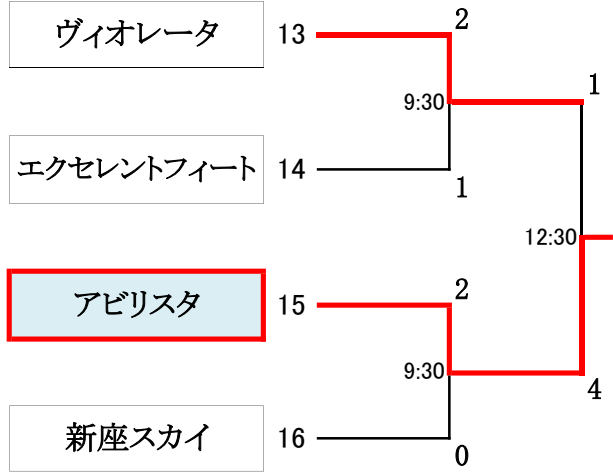 ヴィオレータ 13 2
9:30 1
エクセレントフィート 14 1
12:30
アビリスタ 15 2
9:30 4
新座スカイ 16 0